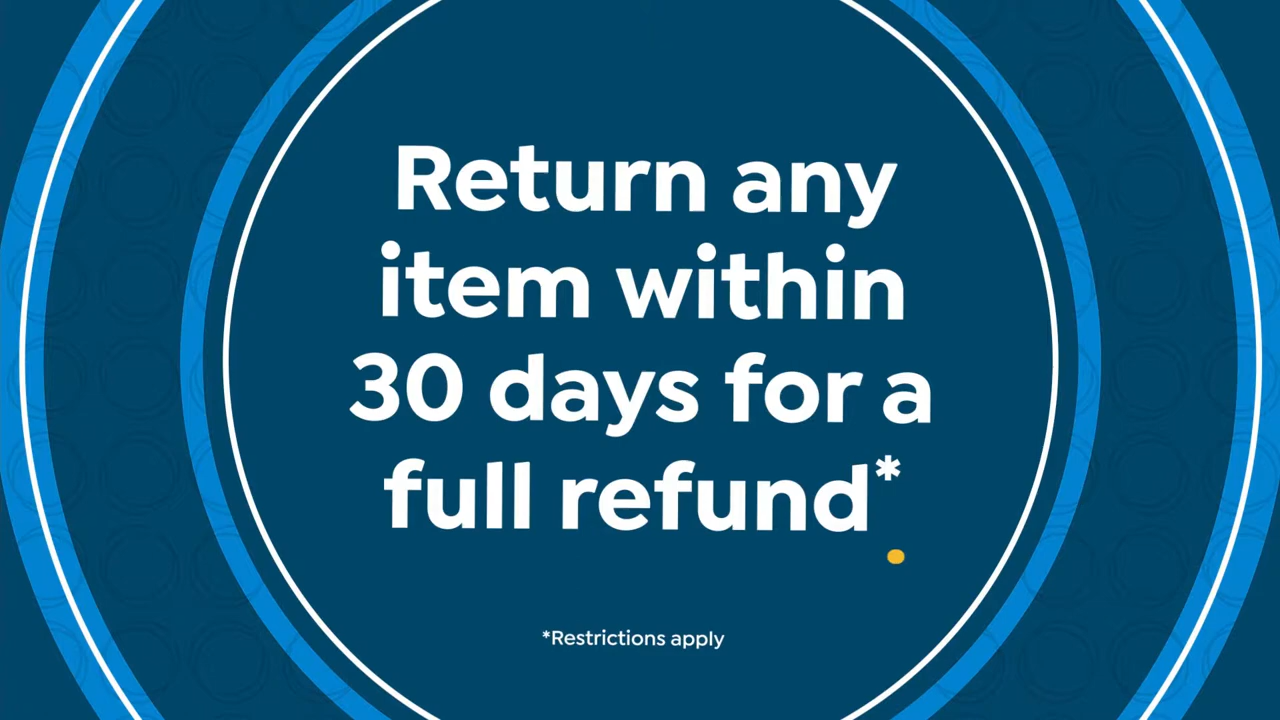 Return any
item within
30 days for a
full refund*
*Restrictions apply